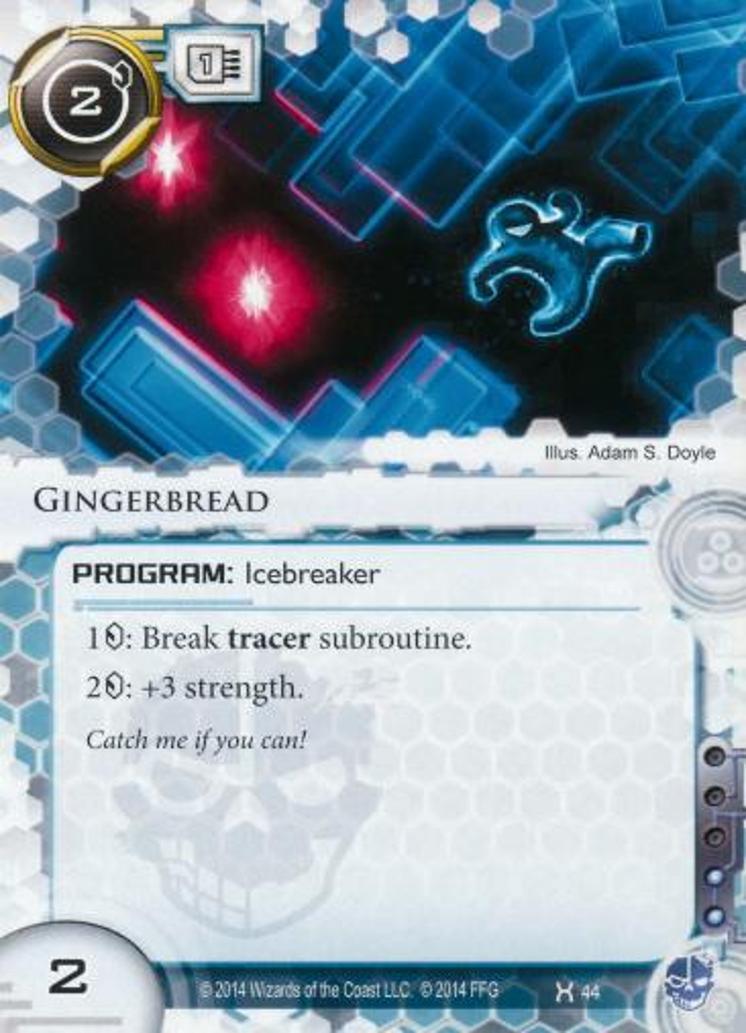 2
1
Illus. Adam S. Doyle
GINGERBREAD
PROGRAM: Icebreaker
1: Break tracer subroutine.
2: +3 strength.
Catch me if you can!
2
© 2014 Wizards of the Coast LLC. © 2014 FFG 44